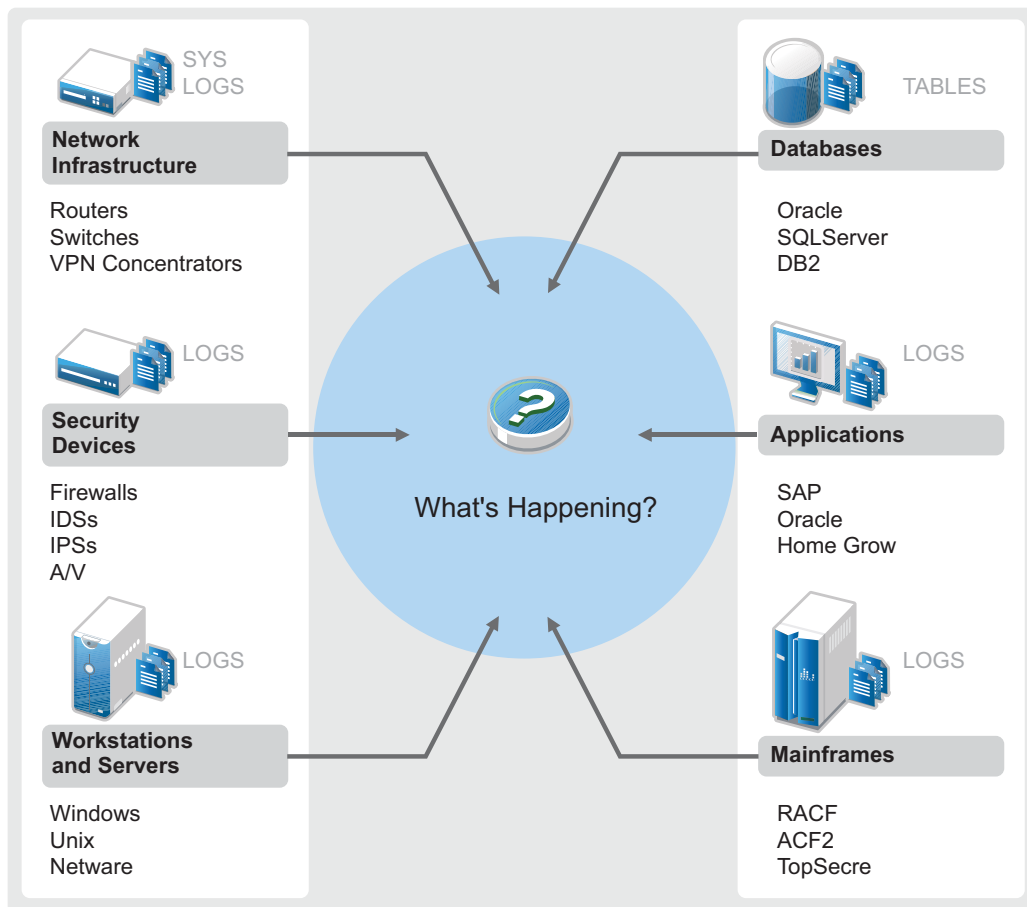 SYS
LOGS
Network
Infrastructure
Routers
Switches
VPN Concentrators
LOGS
Security
Devices
Firewalls
IDSs
IPSs
A/V
LOGS
Workstations
and Servers
Windows
Unix
Netware
?
What's Happening?
TABLES
Databases
Oracle
SQLServer
DB2
LOGS
Applications
SAP
Oracle
Home Grow
LOGS
Mainframes
RACF
ACF2
TopSecre